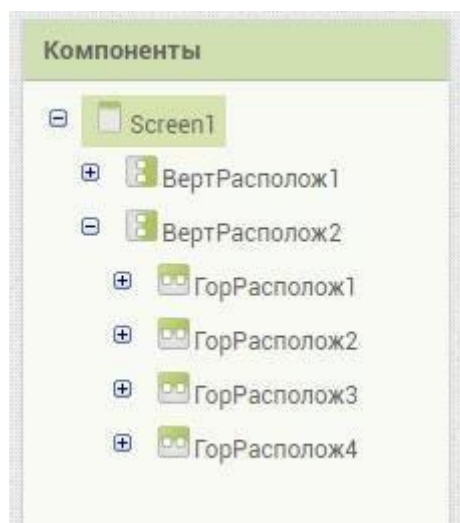 Компоненты
Screen1
ВертРасполож1
ВертРасполож2
ГорРасполож1
ГорРасполож2
ГорРасполож3
ГорРасполож4